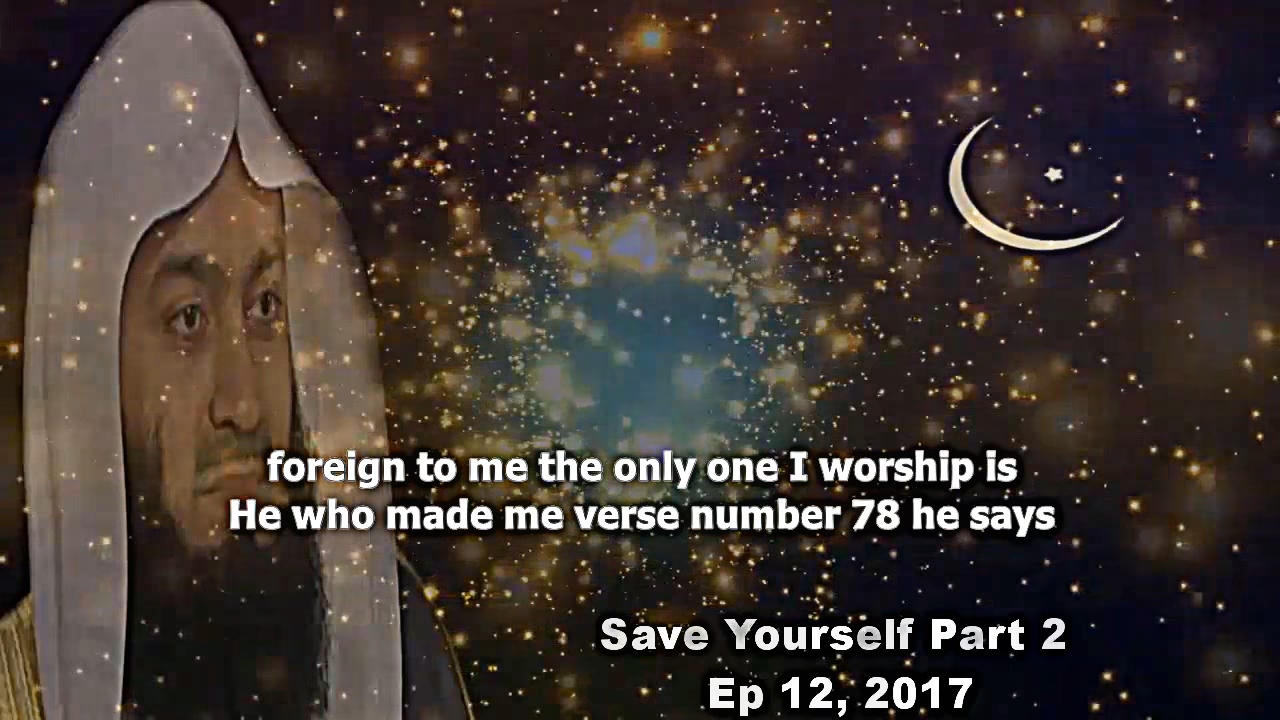 foreign to me the only one I worship is
He who made me verse number 78 he says
Save Yourself Part 2
Ep 12, 2017